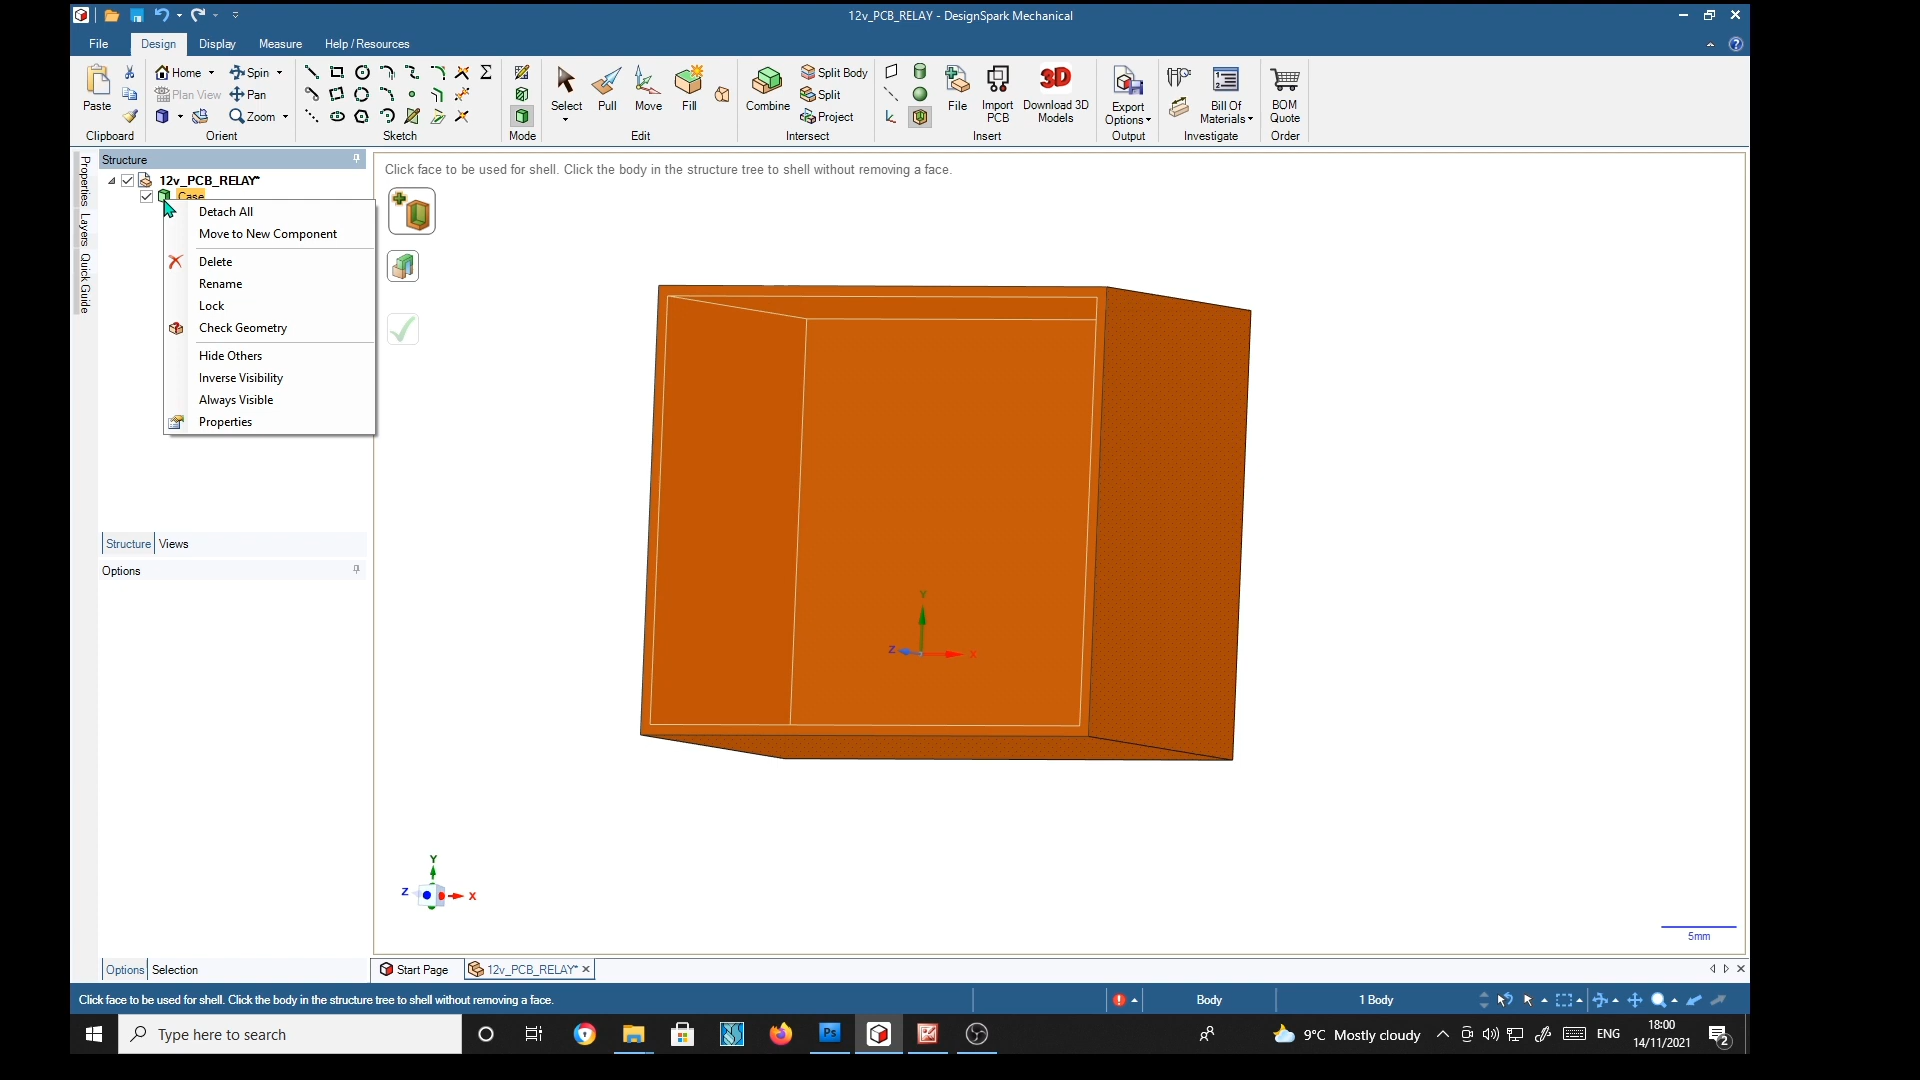 12v_PCB_RELAY - DesignSpark Mechanical
File Design Display Measure Help / Resources
Home Spin Split Body
Plan View Pan Split
Paste Select Pull Move Fill Combine File Import PCB Download 3D Models Export Options Bill Of Materials BOM Quote
3D
Zoom Project
Clipboard Orient Sketch Mode Edit Intersect Insert Output Investigate Order
Structure
12v_PCB_RELAY*
Case
Properties Layers Quick Guide
Click face to be used for shell. Click the body in the structure tree to shell without removing a face.
Detach All
Move to New Component
Delete
Rename
Lock
Check Geometry
Hide Others
Inverse Visibility
Always Visible
Properties
Structure Views
Options
Y
Z X
Y
Z X
5mm
Options Selection
Start Page 12v_PCB_RELAY*
Click face to be used for shell. Click the body in the structure tree to shell without removing a face.
Body 1 Body
Type here to search
Ps
9°C Mostly cloudy
ENG
18:00
14/11/2021
2